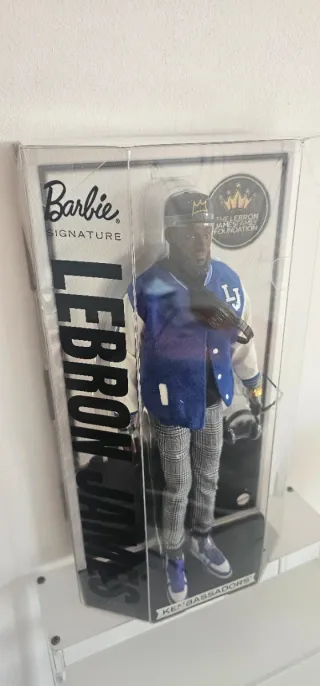 Barbie
SIGNATURE
LEBRON JAMES
THE LEBRON
JAMES FAMILY
FOUNDATION
LJ
KENBASSADORS